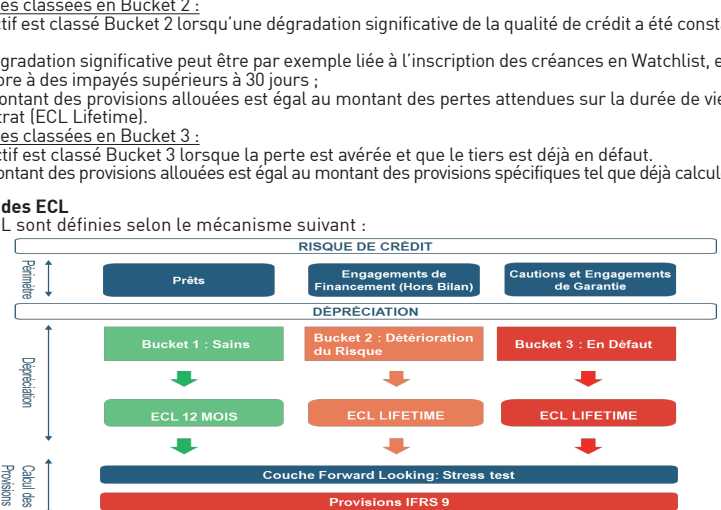 es classées en Bucket 2 :
tif est classé Bucket 2 lorsqu'une dégradation significative de la qualité de crédit a été const
gradation significative peut être par exemple liée à l'inscription des créances en Watchlist, e
ore à des impayés supérieurs à 30 jours ;
ontant des provisions allouées est égal au montant des pertes attendues sur la durée de vie
trat (ECL Lifetime).
es classées en Bucket 3 :
tif est classé Bucket 3 lorsque la perte est avérée et que le tiers est déjà en défaut.
ontant des provisions allouées est égal au montant des provisions spécifiques tel que déjà calcul
des ECL
L sont définies selon le mécanisme suivant :
RISQUE DE CRÉDIT
Périmètre
Prêts
Engagements de
Financement (Hors Bilan)
Cautions et Engagements
de Garantie
DÉPRÉCIATION
Dépréciation
Bucket 1 : Sains
Bucket 2 : Détérioration
du Risque
Bucket 3 : En Défaut
ECL 12 MOIS
ECL LIFETIME
ECL LIFETIME
Calcul des
Provisions
Couche Forward Looking: Stress test
Provisions IFRS 9